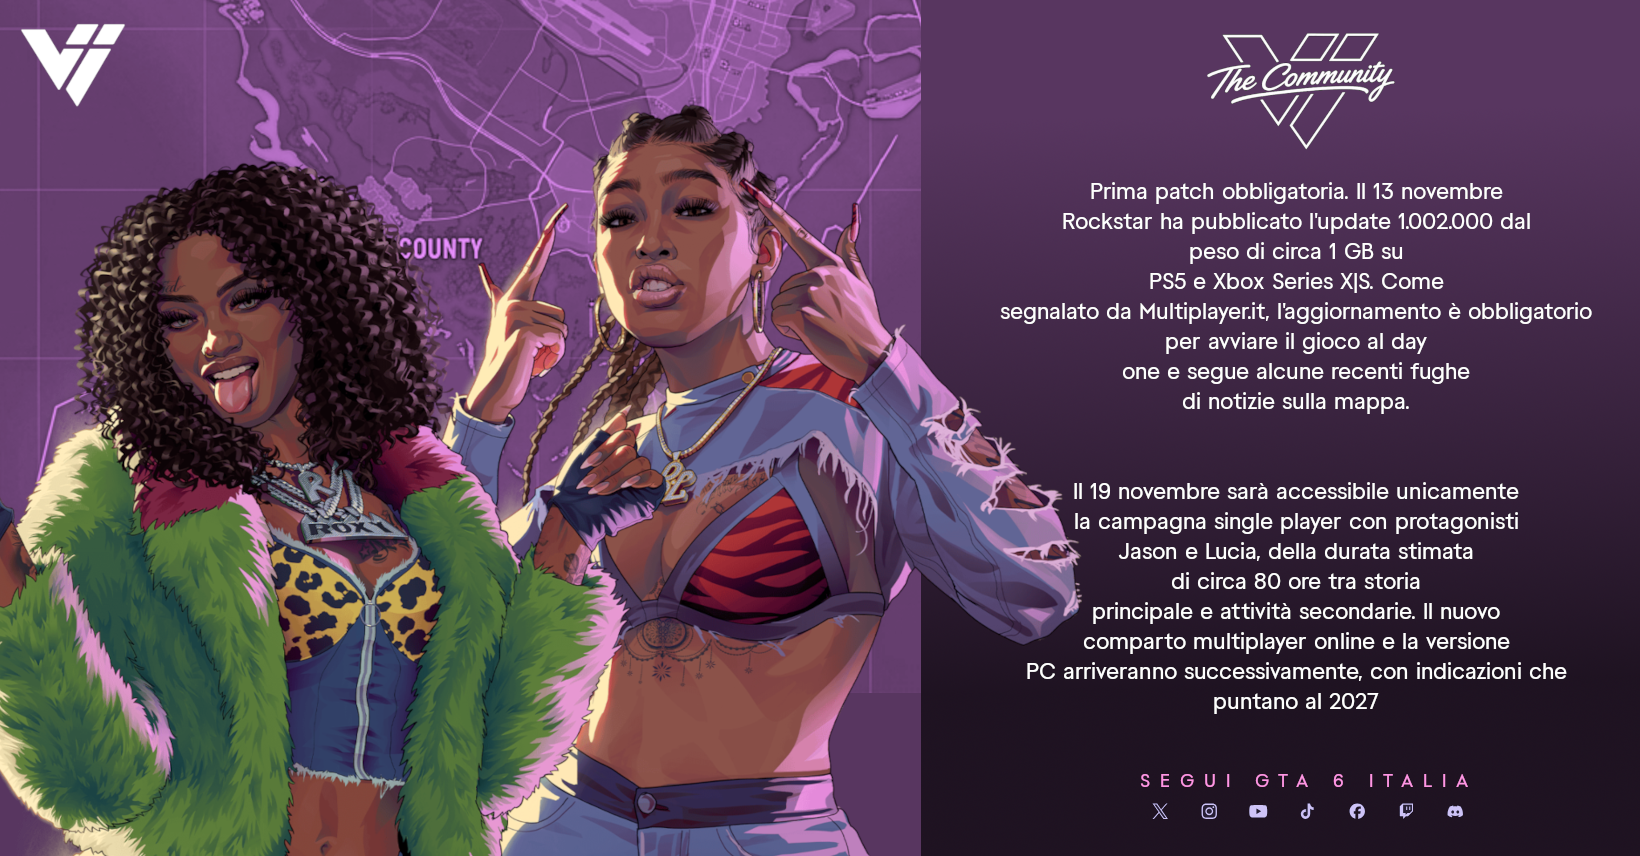 The Community
Prima patch obbligatoria. Il 13 novembre
Rockstar ha pubblicato l'update 1.002.000 dal
peso di circa 1 GB su
PS5 e Xbox Series X|S. Come
segnalato da Multiplayer.it, l'aggiornamento è obbligatorio
per avviare il gioco al day
one e segue alcune recenti fughe
di notizie sulla mappa.
Il 19 novembre sarà accessibile unicamente
la campagna single player con protagonisti
Jason e Lucia, della durata stimata
di circa 80 ore tra storia
principale e attività secondarie. Il nuovo
comparto multiplayer online e la versione
PC arriveranno successivamente, con indicazioni che
puntano al 2027
SEGUI GTA 6 ITALIA
COUNTY
ROXY